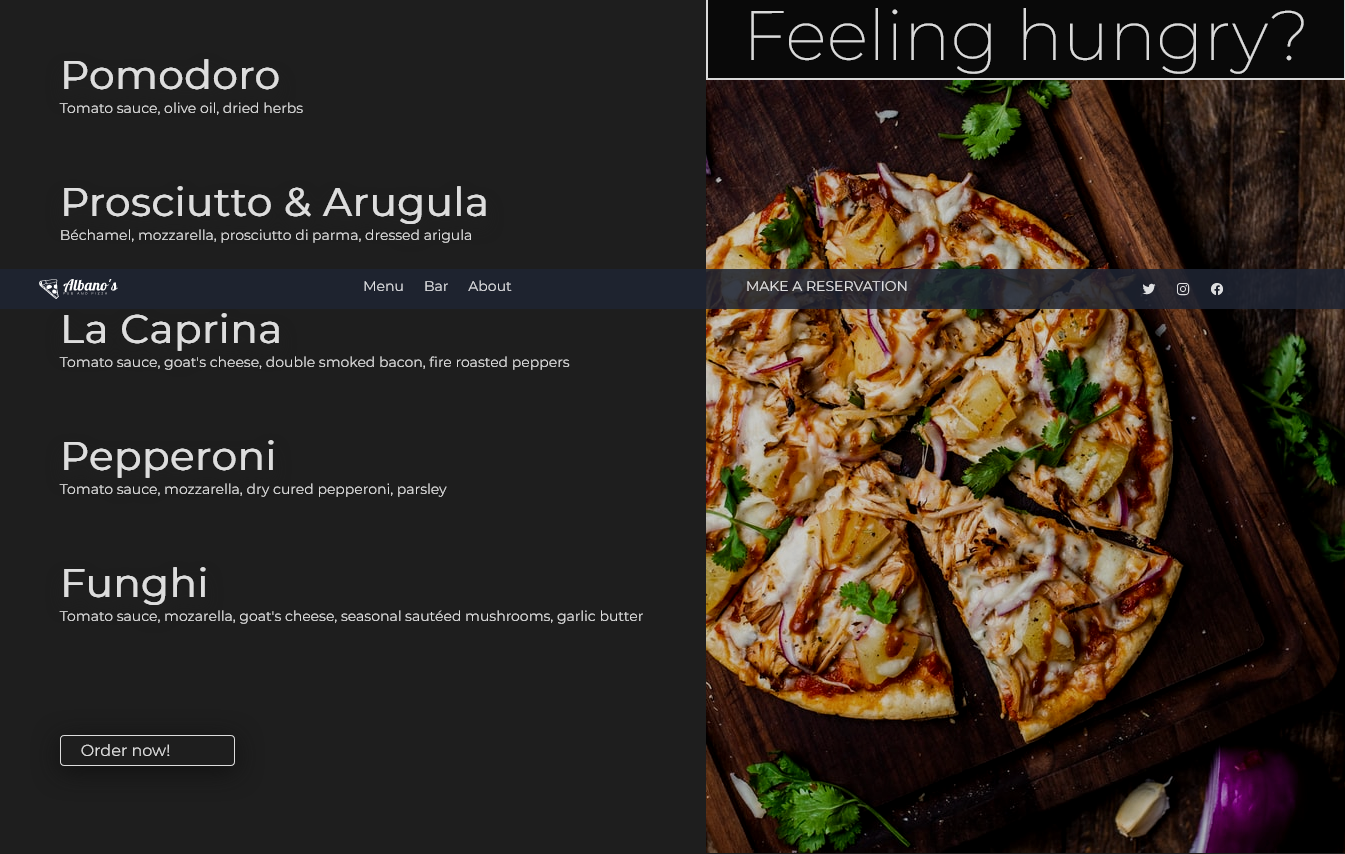 Feeling hungry?
Pomodoro
Tomato sauce, olive oil, dried herbs
Prosciutto & Arugula
Béchamel, mozzarella, prosciutto di parma, dressed arigula
Albano's
PUB AND PIZZA
Menu Bar About MAKE A RESERVATION
La Caprina
Tomato sauce, goat's cheese, double smoked bacon, fire roasted peppers
Pepperoni
Tomato sauce, mozzarella, dry cured pepperoni, parsley
Funghi
Tomato sauce, mozarella, goat's cheese, seasonal sautéed mushrooms, garlic butter
Order now!